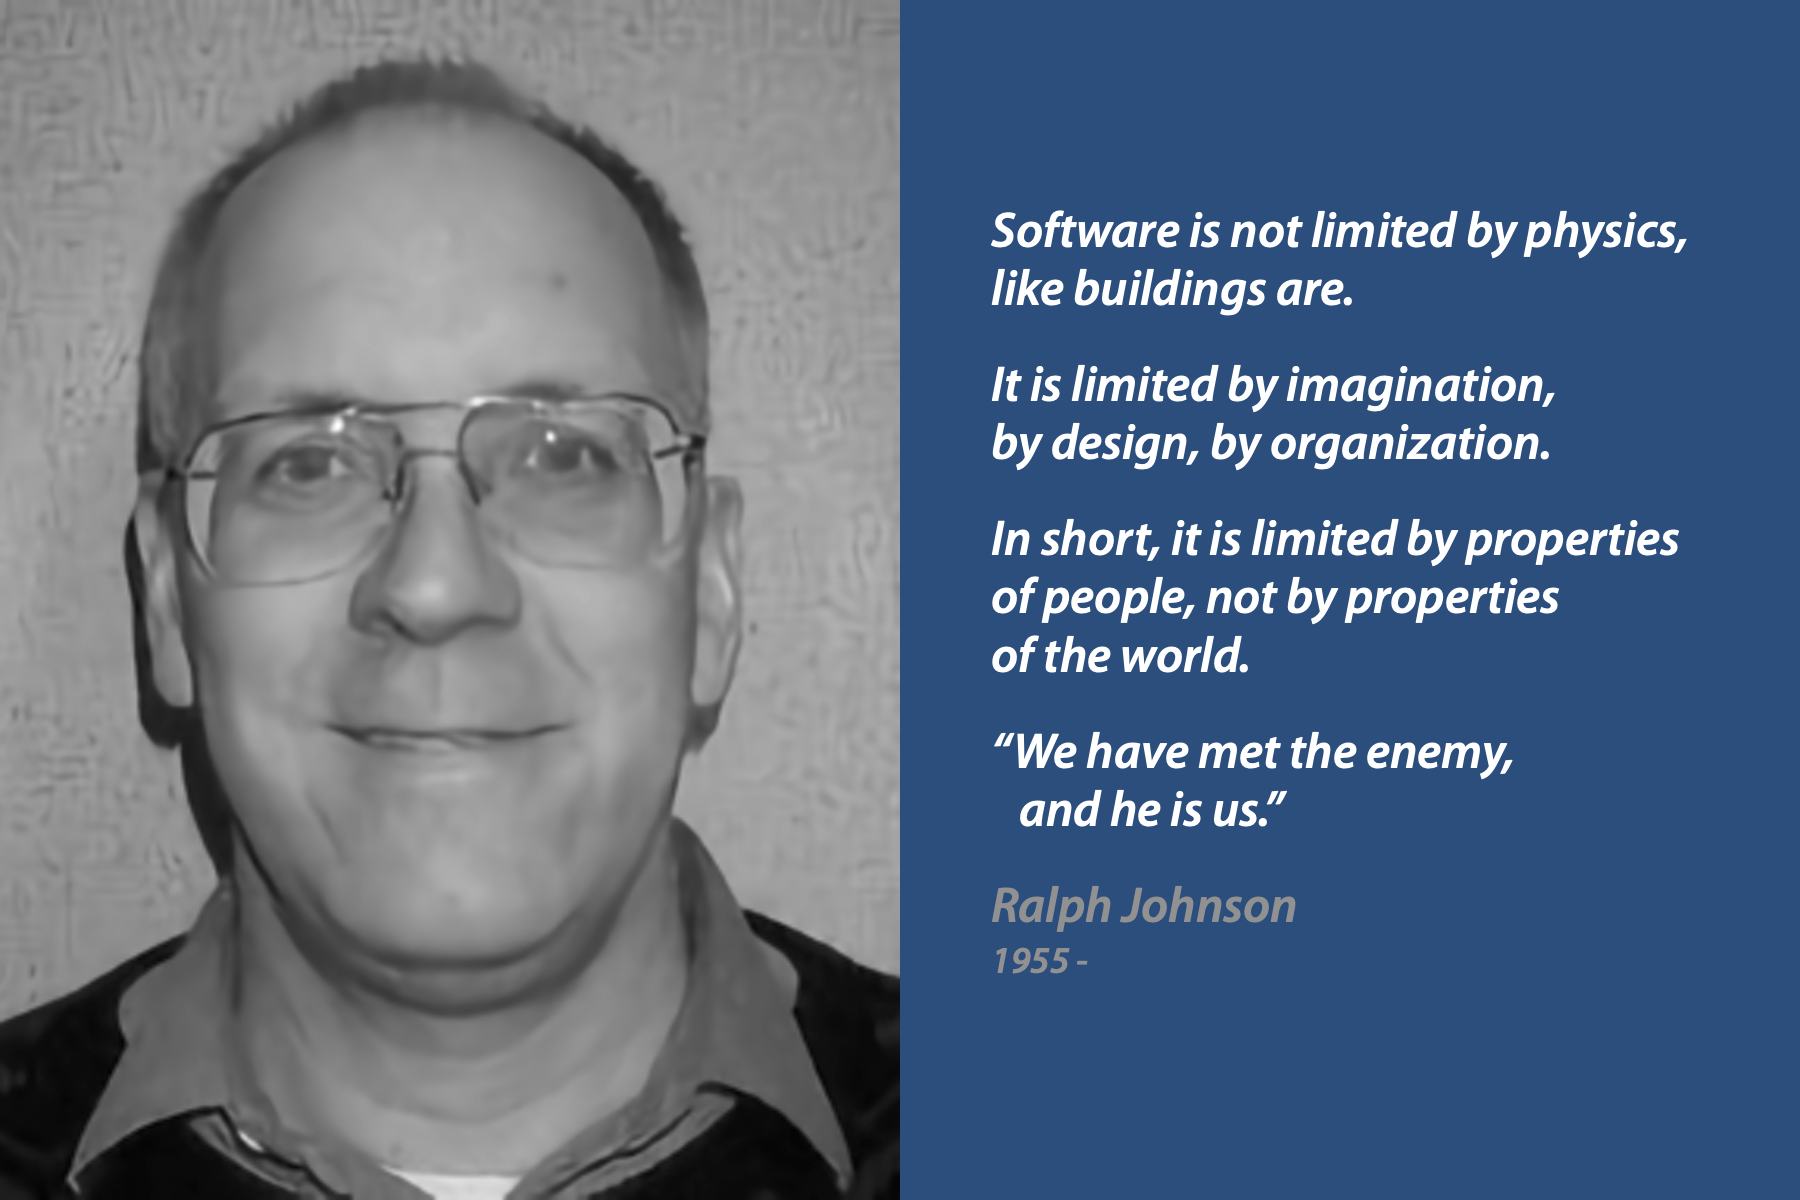 Software is not limited by physics,
like buildings are.
It is limited by imagination,
by design, by organization.
In short, it is limited by properties
of people, not by properties
of the world.
“We have met the enemy,
and he is us.”
Ralph Johnson
1955 -